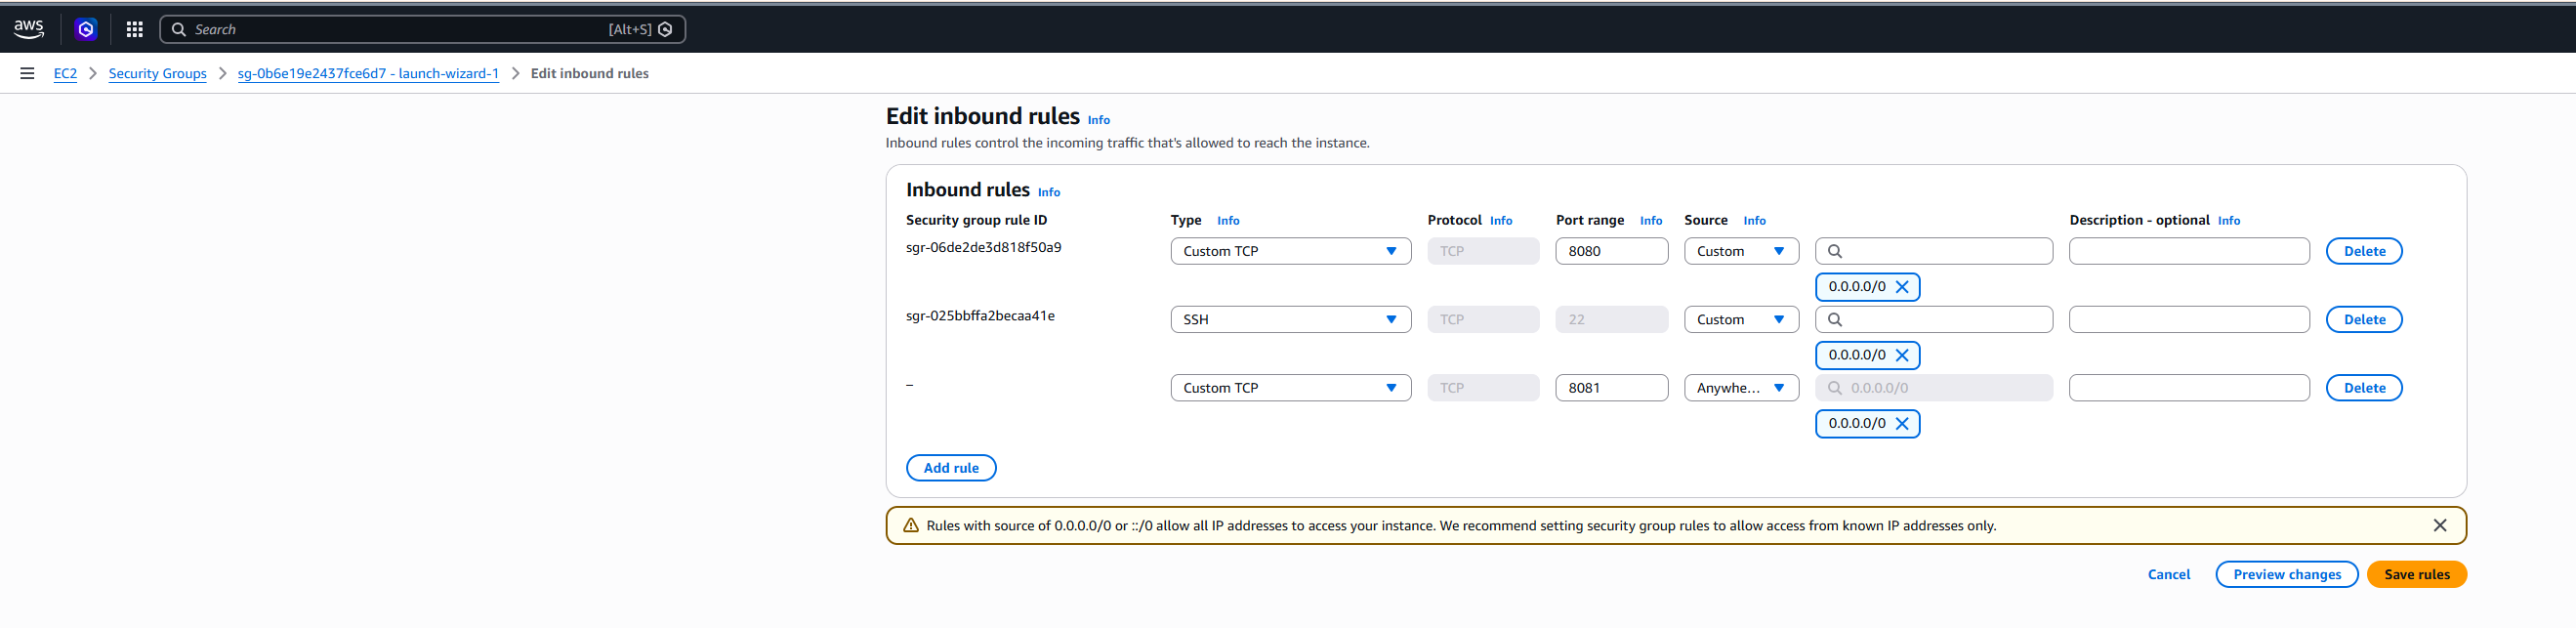 aws Search [Alt+S]
EC2 Security Groups sg-0b6e19e2437fce6d7 - launch-wizard-1 Edit inbound rules
Edit inbound rules Info
Inbound rules control the incoming traffic that's allowed to reach the instance.
Inbound rules Info
Security group rule ID Type Info Protocol Info Port range Info Source Info Description - optional Info
sgr-06de2de3d818f50a9 Custom TCP TCP 8080 Custom Delete
0.0.0.0/0
sgr-025bbffa2becaa41e SSH TCP 22 Custom Delete
0.0.0.0/0
– Custom TCP TCP 8081 Anywhe... 0.0.0.0/0 Delete
0.0.0.0/0
Add rule
Rules with source of 0.0.0.0/0 or ::/0 allow all IP addresses to access your instance. We recommend setting security group rules to allow access from known IP addresses only.
Cancel Preview changes Save rules